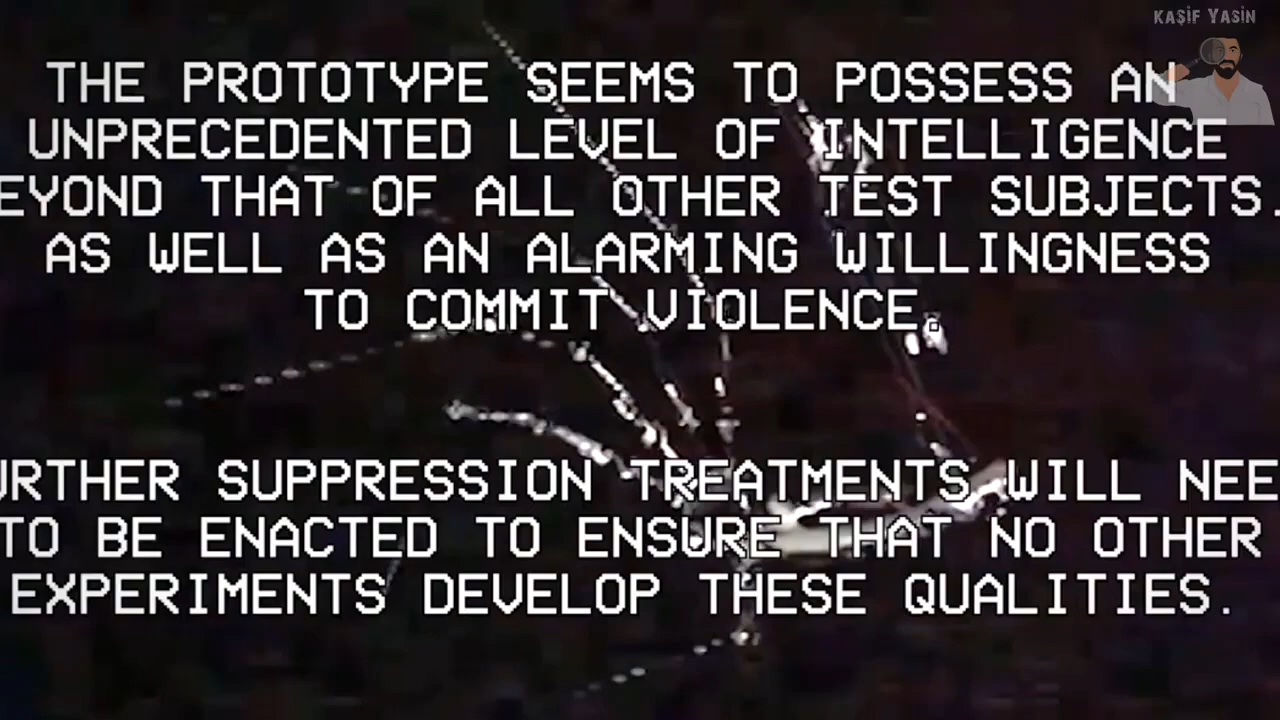 KAŞİF YASİN
THE PROTOTYPE SEEMS TO POSSESS AN
UNPRECEDENTED LEVEL OF INTELLIGENCE
EYOND THAT OF ALL OTHER TEST SUBJECTS,
AS WELL AS AN ALARMING WILLINGNESS
TO COMMIT VIOLENCE.
URTHER SUPPRESSION TREATMENTS WILL NEE
TO BE ENACTED TO ENSURE THAT NO OTHER
EXPERIMENTS DEVELOP THESE QUALITIES.